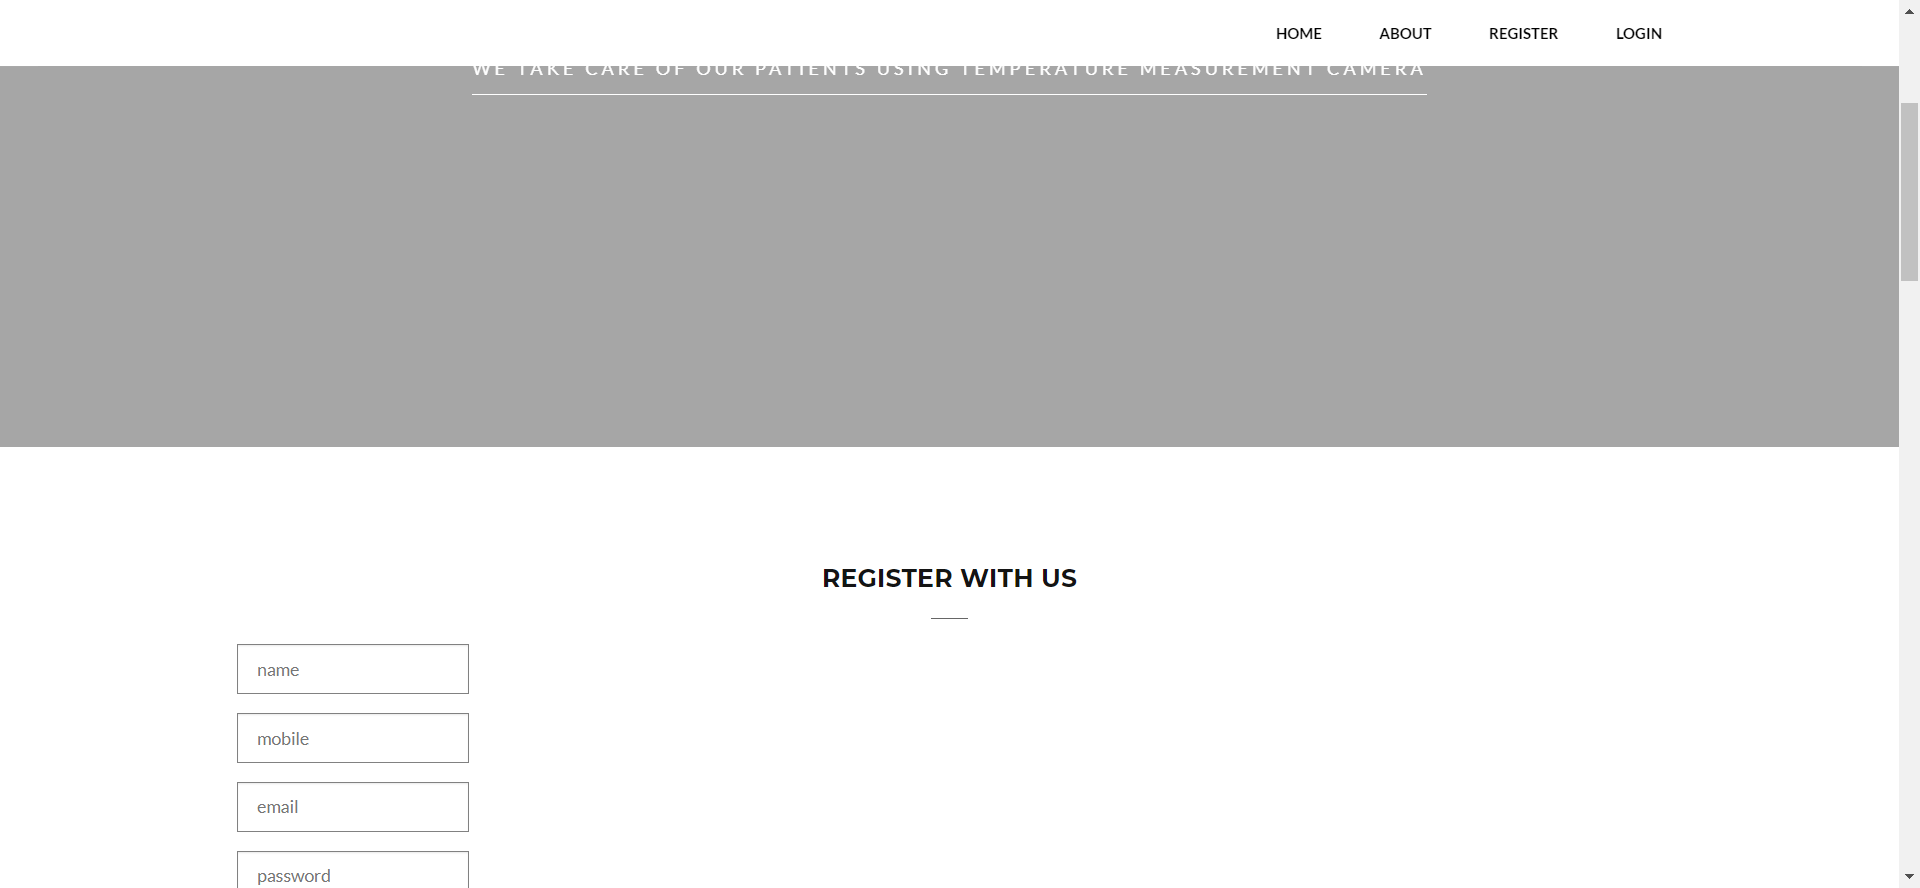 HOME ABOUT REGISTER LOGIN
WE TAKE CARE OF OUR PATIENTS USING TEMPERATURE MEASUREMENT CAMERA
REGISTER WITH US
name
mobile
email
password